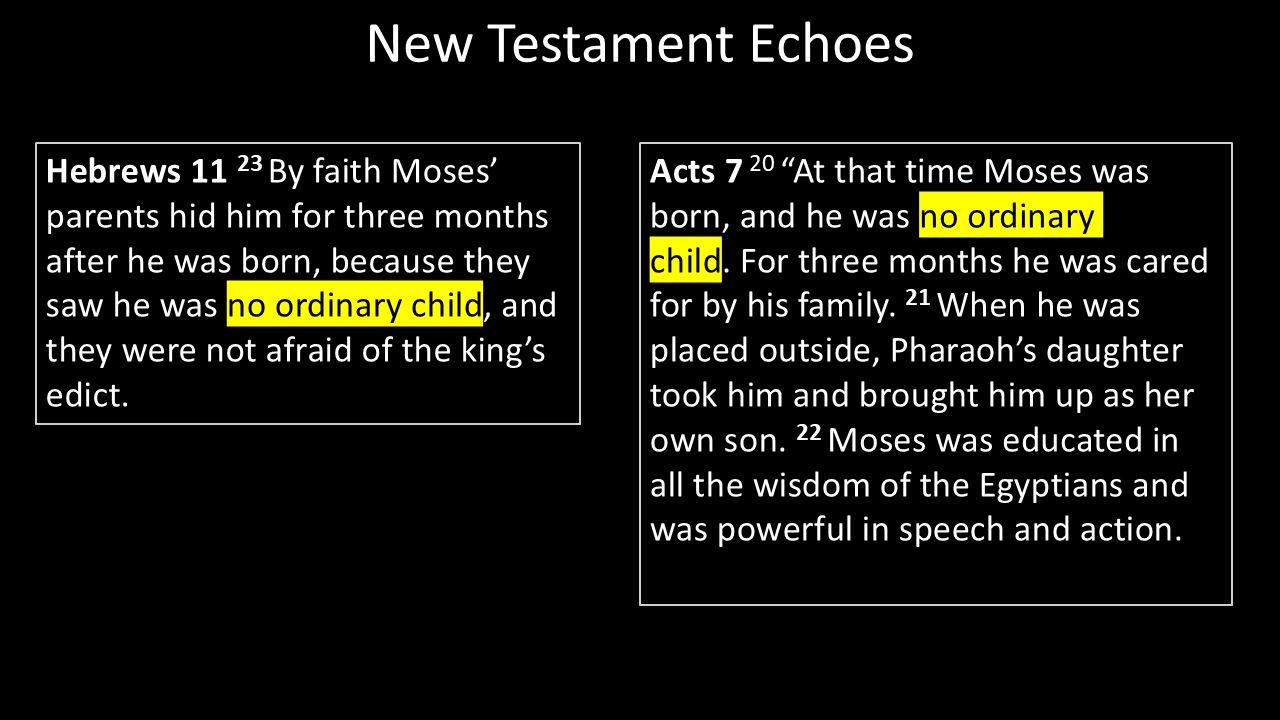 New Testament Echoes
Hebrews 11 23 By faith Moses’
parents hid him for three months
after he was born, because they
saw he was no ordinary child, and
they were not afraid of the king’s
edict.
Acts 7 20 “At that time Moses was
born, and he was no ordinary
child. For three months he was cared
for by his family. 21 When he was
placed outside, Pharaoh’s daughter
took him and brought him up as her
own son. 22 Moses was educated in
all the wisdom of the Egyptians and
was powerful in speech and action.